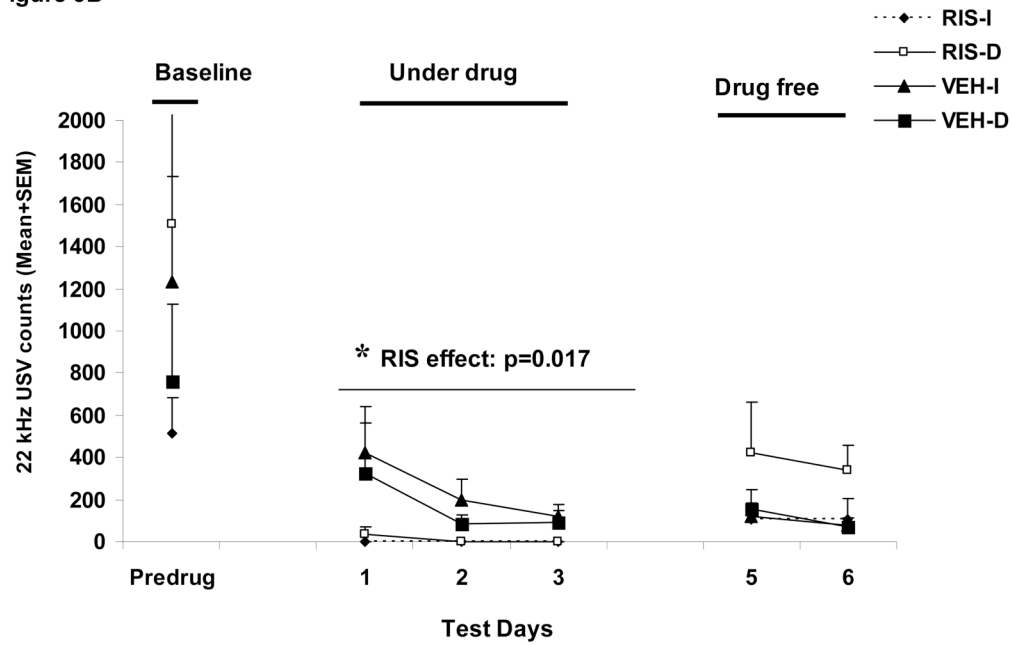 RIS-I
RIS-D
VEH-I
VEH-D
Baseline
Under drug
Drug free
22 kHz USV counts (Mean+SEM)
2000
1800
1600
1400
1200
1000
800
600
400
200
0
* RIS effect: p=0.017
Predrug 1 2 3 5 6
Test Days